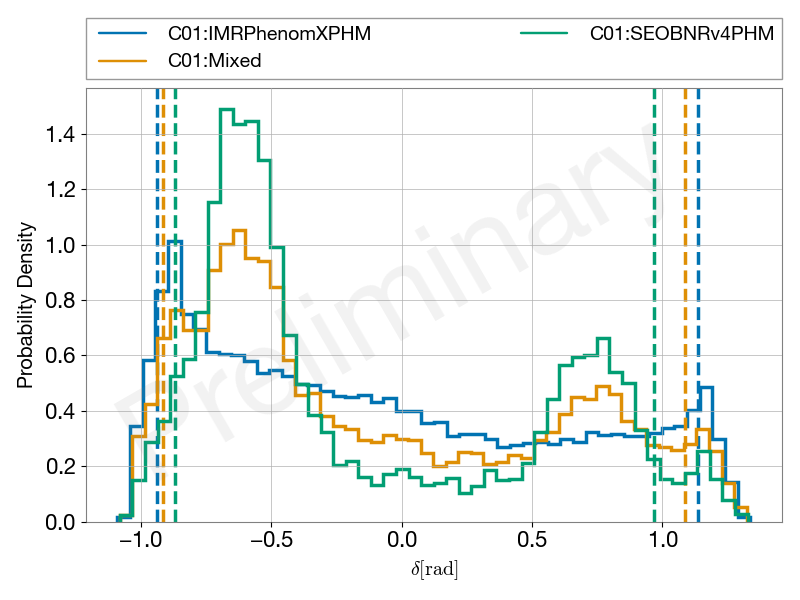 C01:IMRPhenomXPHM
C01:Mixed
C01:SEOBNRv4PHM
Probability Density
1.4
1.2
1.0
0.8
0.6
0.4
0.2
0.0
Preliminary
−1.0 −0.5 0.0 0.5 1.0
δ[rad]